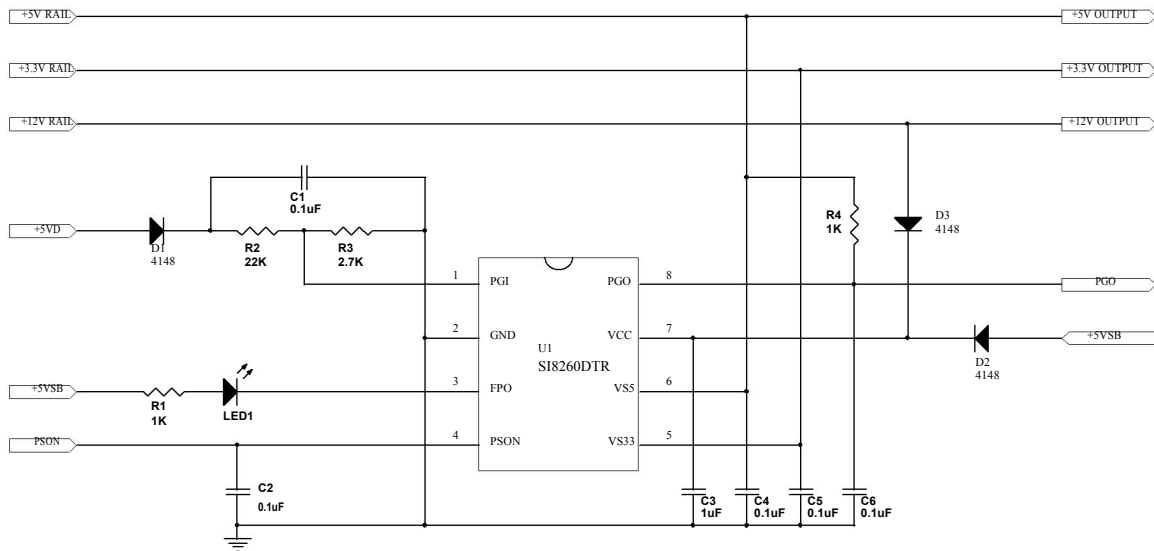 +5V RAIL
+5V OUTPUT
+3.3V RAIL
+3.3V OUTPUT
+12V RAIL
+12V OUTPUT
C1
0.1uF
+5VD
D1
4148
R2
22K
R3
2.7K
R4
1K
D3
4148
1
PGI
PGO
8
PGO
2
GND
VCC
7
+5VSB
U1
SI8260DTR
D2
4148
+5VSB
R1
1K
LED1
3
FPO
VS5
6
PSON
4
PSON
VS33
5
C2
0.1uF
C3
1uF
C4
0.1uF
C5
0.1uF
C6
0.1uF